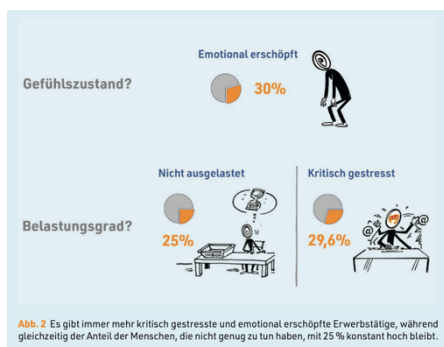 Emotional erschöpft
Gefühlszustand?
30%
Nicht ausgelastet
Kritisch gestresst
Belastungsgrad?
25%
29,6%
Abb. 2 Es gibt immer mehr kritisch gestresste und emotional erschöpfte Erwerbstätige, während
gleichzeitig der Anteil der Menschen, die nicht genug zu tun haben, mit 25 % konstant hoch bleibt.